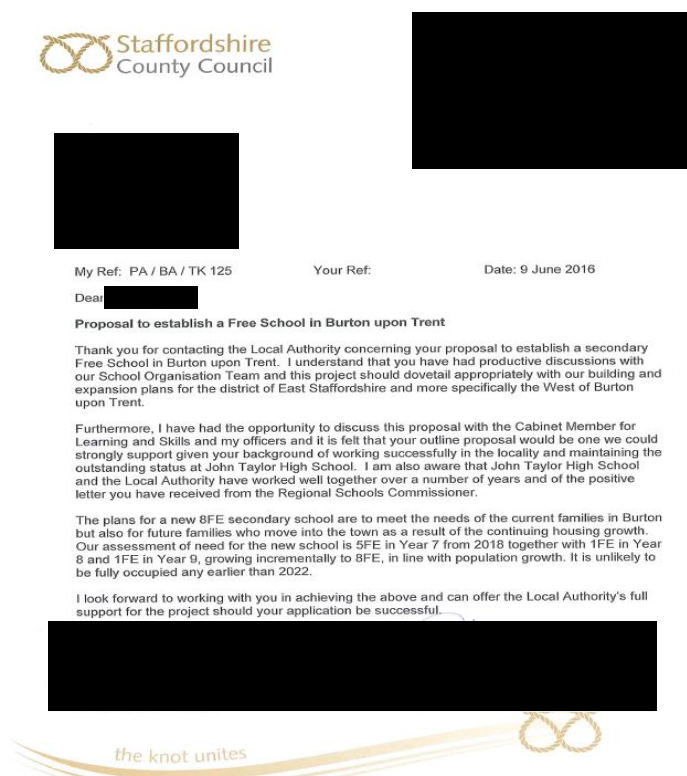 Staffordshire
County Council
My Ref: PA / BA / TK 125 Your Ref: Date: 9 June 2016
Dear
Proposal to establish a Free School in Burton upon Trent
Thank you for contacting the Local Authority concerning your proposal to establish a secondary
Free School in Burton upon Trent. I understand that you have had productive discussions with
our School Organisation Team and this project should dovetail appropriately with our building and
expansion plans for the district of East Staffordshire and more specifically the West of Burton
upon Trent.
Furthermore, I have had the opportunity to discuss this proposal with the Cabinet Member for
Learning and Skills and my officers and it is felt that your outline proposal would be one we could
strongly support given your background of working successfully in the locality and maintaining the
outstanding status at John Taylor High School. I am also aware that John Taylor High School
and the Local Authority have worked well together over a number of years and of the positive
letter you have received from the Regional Schools Commissioner.
The plans for a new 8FE secondary school are to meet the needs of the current families in Burton
but also for future families who move into the town as a result of the continuing housing growth.
Our assessment of need for the new school is 5FE in Year 7 from 2018 together with 1FE in Year
8 and 1FE in Year 9, growing incrementally to 8FE, in line with population growth. It is unlikely to
be fully occupied any earlier than 2022.
I look forward to working with you in achieving the above and can offer the Local Authority's full
support for the project should your application be successful.
the knot unites